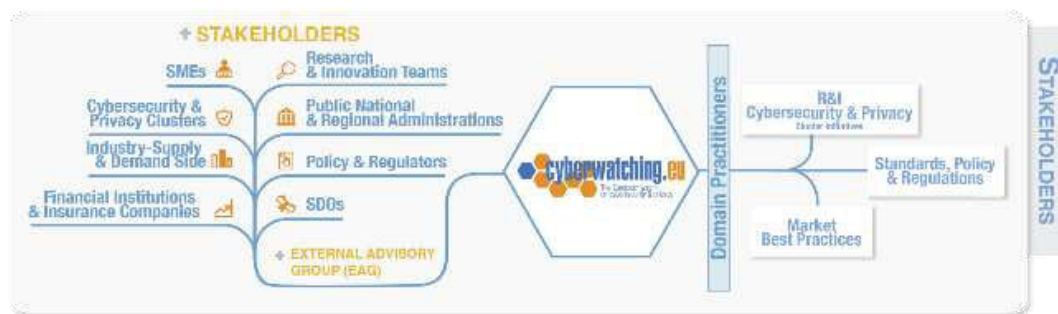 + STAKEHOLDERS
SMEs
Cybersecurity &
Privacy Clusters
Industry-Supply
& Demand Side
Financial Institutions
& Insurance Companies
Research
& Innovation Teams
Public National
& Regional Administrations
Policy & Regulators
SDOs
+ EXTERNAL ADVISORY
GROUP (EAG)
cyberwatching.eu
Domain Practitioners
R&I
Cybersecurity & Privacy
Cluster Initiatives
Standards, Policy
& Regulations
Market
Best Practices
STAKEHOLDERS